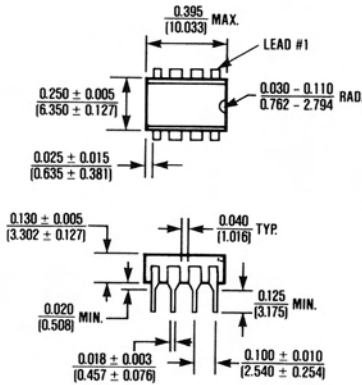 0.395
(10.033)
MAX.
LEAD #1
0.250 ± 0.005
(6.350 ± 0.127)
0.030 – 0.110
0.762 – 2.794
RAD.
0.025 ± 0.015
(0.635 ± 0.381)
0.130 ± 0.005
(3.302 ± 0.127)
0.040
(1.016)
TYP.
0.020
(0.508)
MIN.
0.125
(3.175)
MIN.
0.018 ± 0.003
(0.457 ± 0.076)
0.100 ± 0.010
(2.540 ± 0.254)